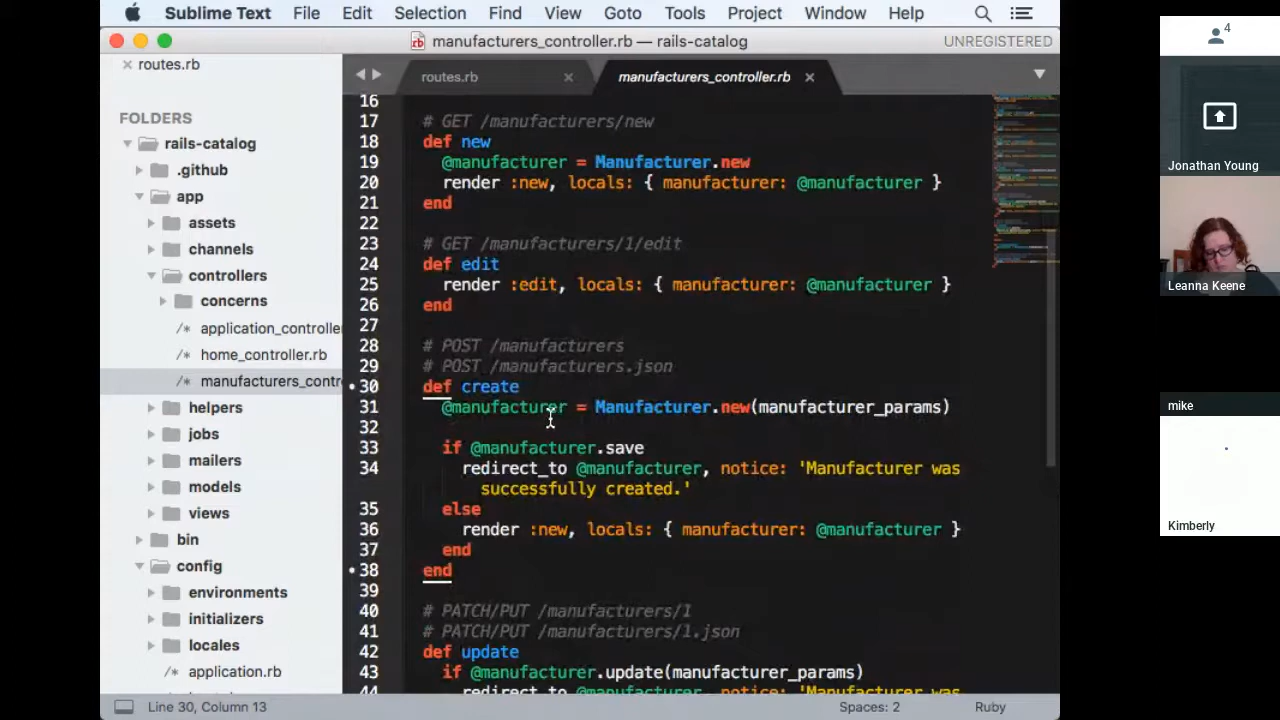 Sublime Text File Edit Selection Find View Goto Tools Project Window Help
manufacturers_controller.rb — rails-catalog
UNREGISTERED
routes.rb
FOLDERS
rails-catalog
.github
app
assets
channels
controllers
concerns
application_controlle
home_controller.rb
manufacturers_contr
helpers
jobs
mailers
models
views
bin
config
environments
initializers
locales
application.rb
routes.rb
manufacturers_controller.rb
16
17 # GET /manufacturers/new
18 def new
19 @manufacturer = Manufacturer.new
20 render :new, locals: { manufacturer: @manufacturer }
21 end
22
23 # GET /manufacturers/1/edit
24 def edit
25 render :edit, locals: { manufacturer: @manufacturer }
26 end
27
28 # POST /manufacturers
29 # POST /manufacturers.json
30 def create
31 @manufacturer = Manufacturer.new(manufacturer_params)
32
33 if @manufacturer.save
34 redirect_to @manufacturer, notice: 'Manufacturer was
successfully created.'
35 else
36 render :new, locals: { manufacturer: @manufacturer }
37 end
38 end
39
40 # PATCH/PUT /manufacturers/1
41 # PATCH/PUT /manufacturers/1.json
42 def update
43 if @manufacturer.update(manufacturer_params)
44 redirect_to @manufacturer, notice: 'Manufacturer was
Line 30, Column 13
Spaces: 2
Ruby
4
Jonathan Young
Leanna Keene
mike
Kimberly